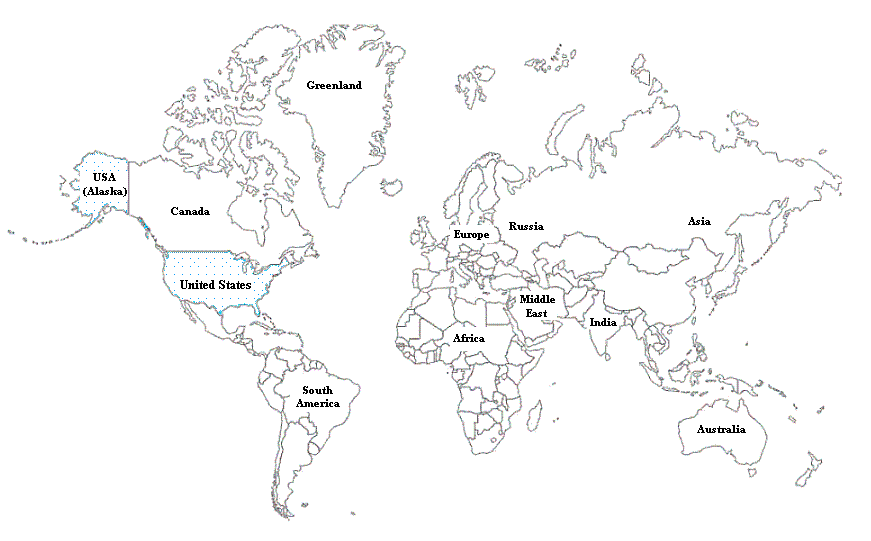 Greenland
USA
(Alaska)
Canada
Russia
Asia
Europe
United States
Middle
East
India
Africa
South
America
Australia